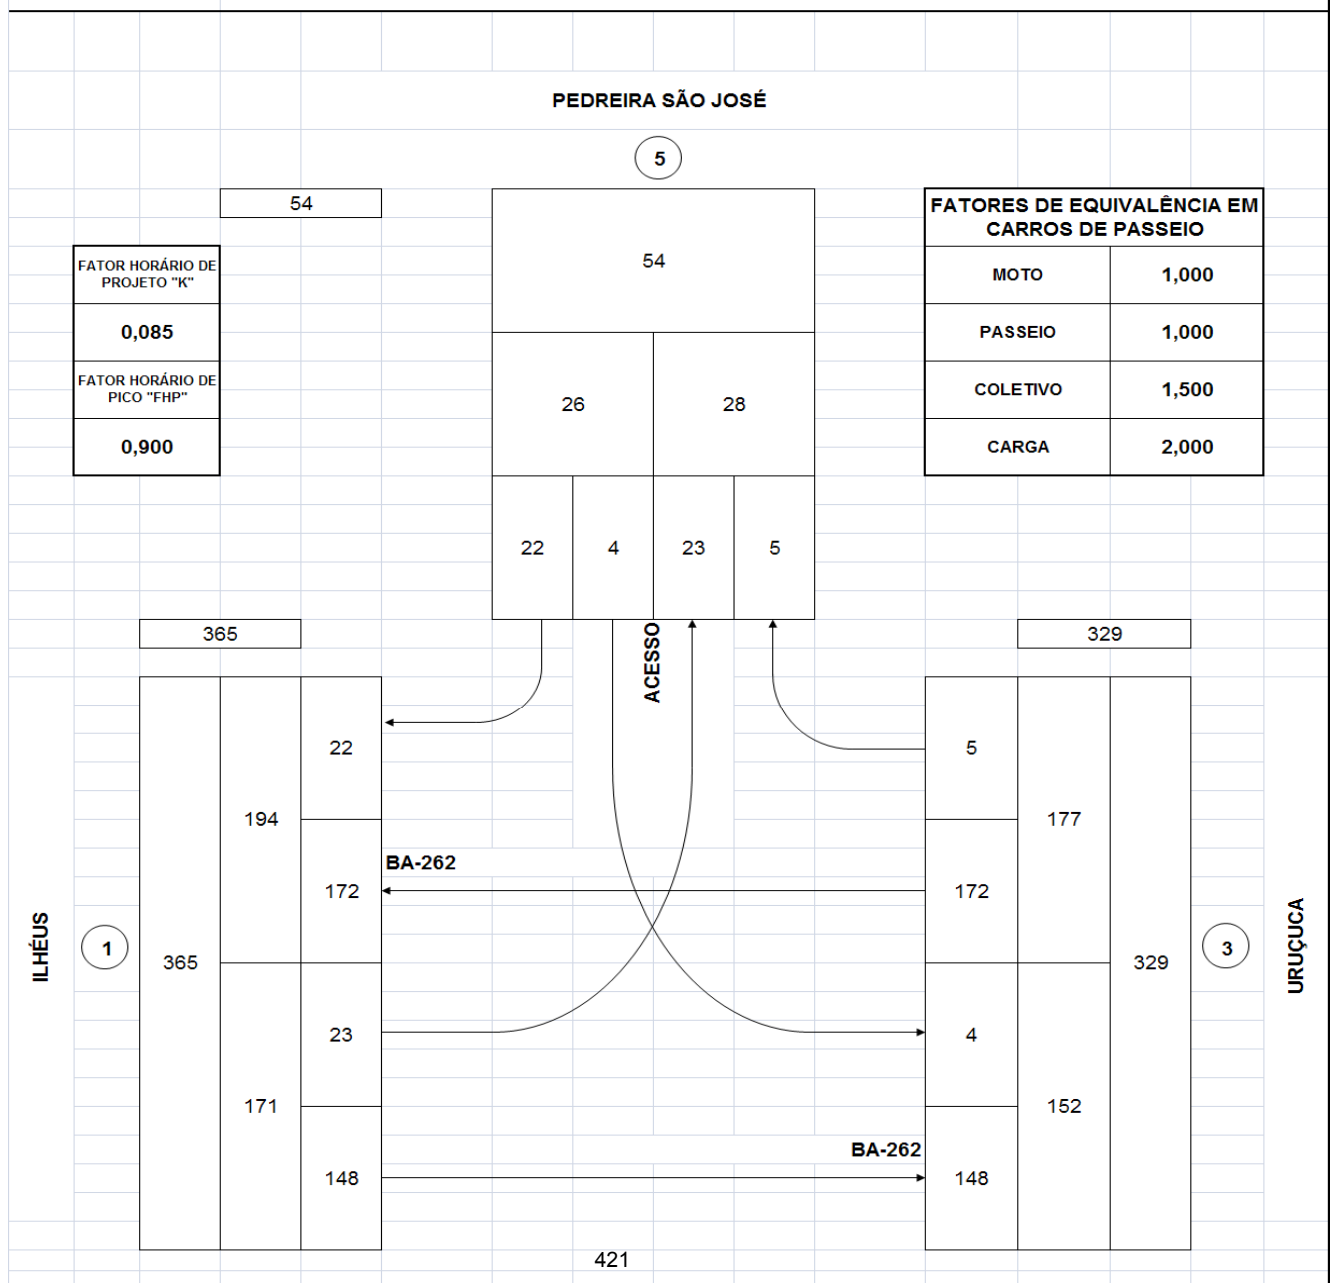 PEDREIRA SÃO JOSÉ
5
54
FATORES DE EQUIVALÊNCIA EM
CARROS DE PASSEIO
MOTO 1,000
PASSEIO 1,000
COLETIVO 1,500
CARGA 2,000
FATOR HORÁRIO DE
PROJETO "K"
0,085
FATOR HORÁRIO DE
PICO "FHP"
0,900
54
26 28
22 4 23 5
ACESSO
365
329
22
194
172
BA-262
ILHÉUS
1
365
23
171
148
5
177
172
4
152
148
BA-262
329
3
URUÇUCA
421